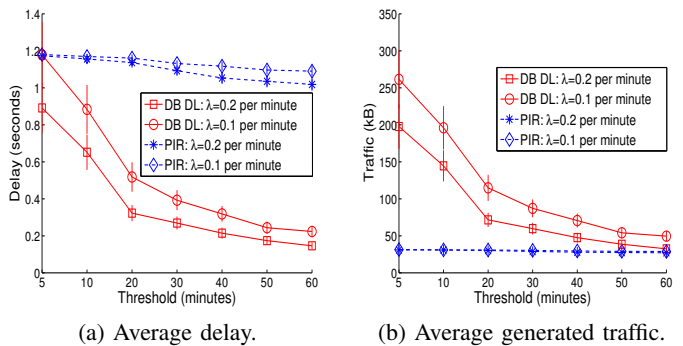 1.4
1.2
1
0.8
0.6
0.4
0.2
0
Delay (seconds)
DB DL: λ=0.2 per minute
DB DL: λ=0.1 per minute
PIR: λ=0.2 per minute
PIR: λ=0.1 per minute
5 10 20 30 40 50 60
Threshold (minutes)
(a) Average delay.
350
300
250
200
150
100
50
0
Traffic (kB)
DB DL: λ=0.2 per minute
DB DL: λ=0.1 per minute
PIR: λ=0.2 per minute
PIR: λ=0.1 per minute
5 10 20 30 40 50 60
Threshold (minutes)
(b) Average generated traffic.